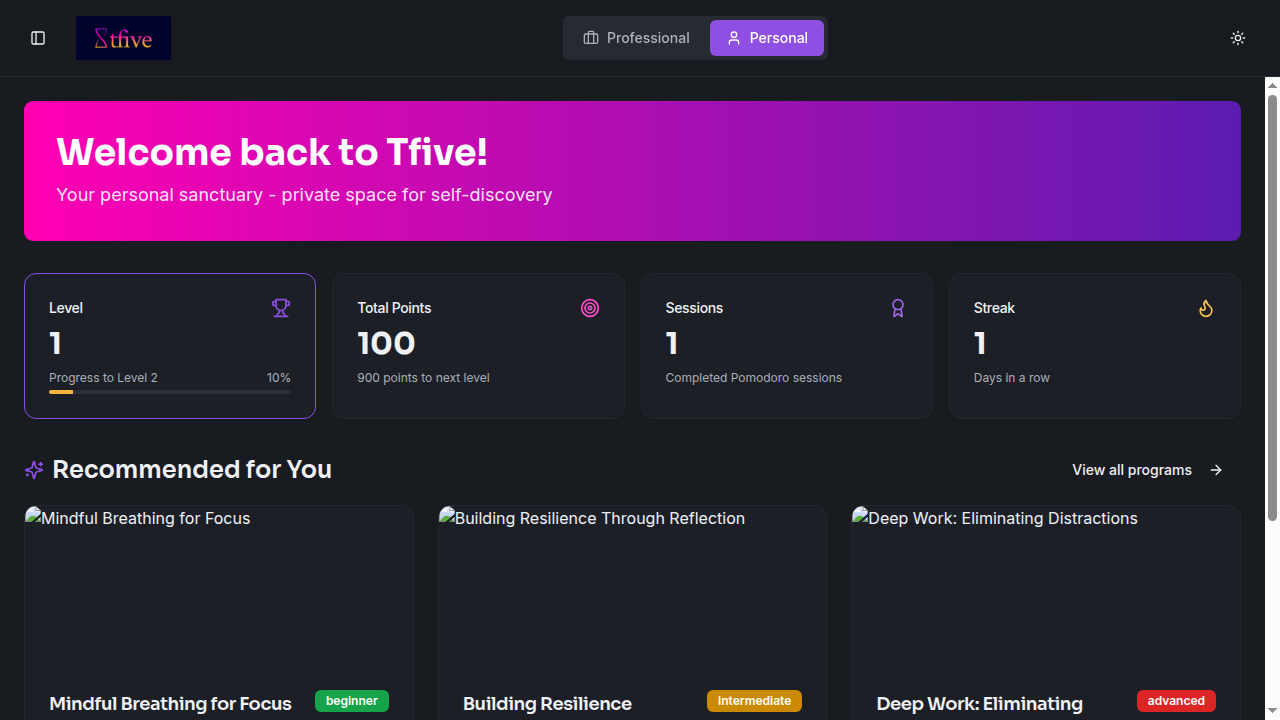 tfive
Professional
Personal
Welcome back to Tfive!
Your personal sanctuary - private space for self-discovery
Level
1
Progress to Level 2
10%
Total Points
100
900 points to next level
Sessions
1
Completed Pomodoro sessions
Streak
1
Days in a row
Recommended for You
View all programs
Mindful Breathing for Focus
Building Resilience Through Reflection
Deep Work: Eliminating Distractions
Mindful Breathing for Focus
beginner
Building Resilience
intermediate
Deep Work: Eliminating
advanced